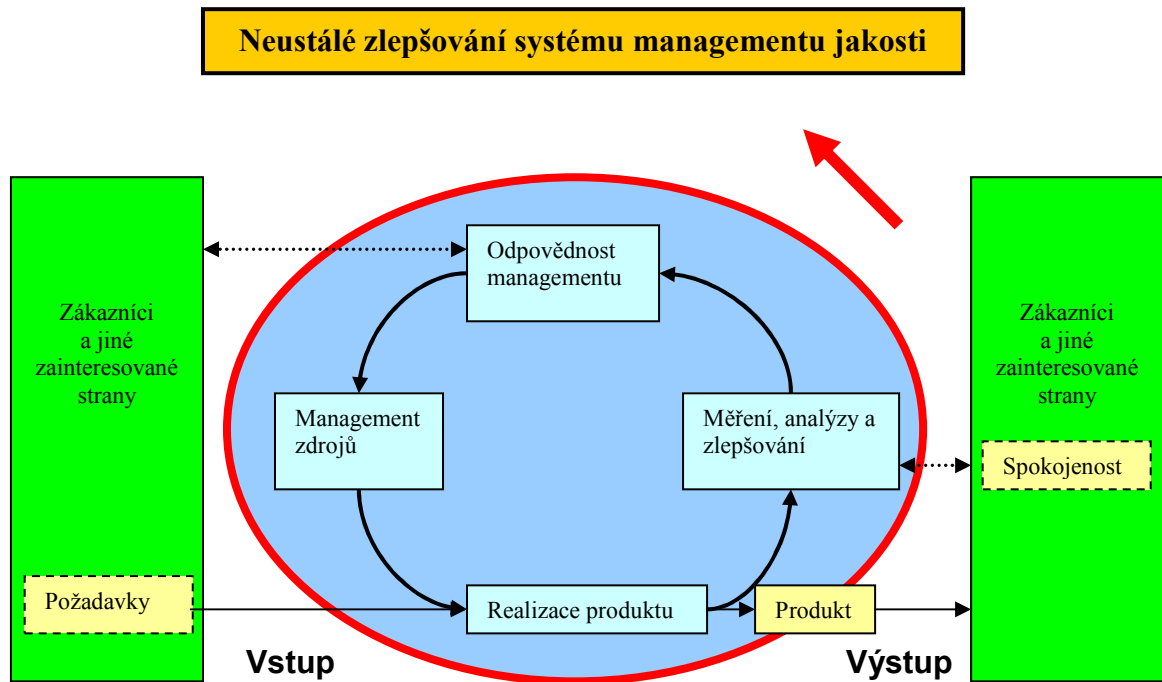 Neustálé zlepšování systému managementu jakosti
Zákazníci
a jiné
zainteresované
strany
Požadavky
Odpovědnost
managementu
Management
zdrojů
Měření, analýzy a
zlepšování
Realizace produktu
Produkt
Vstup
Výstup
Zákazníci
a jiné
zainteresované
strany
Spokojenost